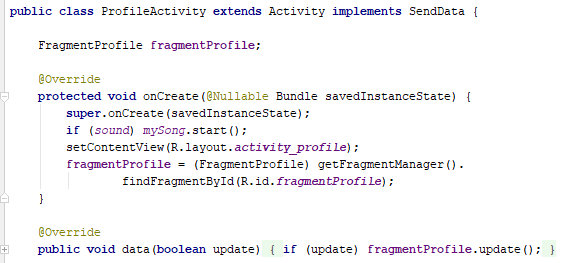 public class ProfileActivity extends Activity implements SendData {
FragmentProfile fragmentProfile;
@Override
protected void onCreate(@Nullable Bundle savedInstanceState) {
super.onCreate(savedInstanceState);
if (sound) mySong.start();
setContentView(R.layout.activity_profile);
fragmentProfile = (FragmentProfile) getFragmentManager().
findFragmentById(R.id.fragmentProfile);
}
@Override
public void data(boolean update) { if (update) fragmentProfile.update(); }